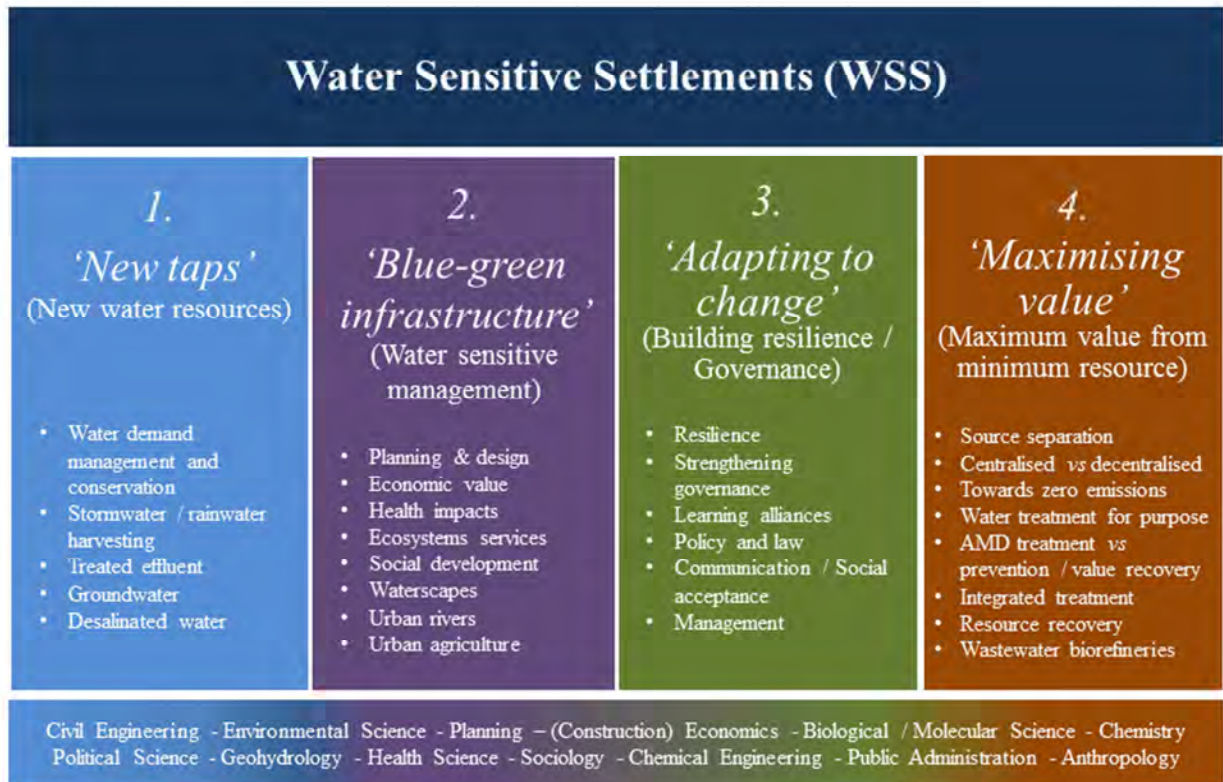 Water Sensitive Settlements (WSS)
1.
‘New taps’
(New water resources)
• Water demand
management and
conservation
• Stormwater / rainwater
harvesting
• Treated effluent
• Groundwater
• Desalinated water
2.
‘Blue-green
infrastructure’
(Water sensitive
management)
• Planning & design
• Economic value
• Health impacts
• Ecosystems services
• Social development
• Waterscapes
• Urban rivers
• Urban agriculture
3.
‘Adapting to
change’
(Building resilience /
Governance)
• Resilience
• Strengthening
governance
• Learning alliances
• Policy and law
• Communication / Social
acceptance
• Management
4.
‘Maximising
value’
(Maximum value from
minimum resource)
• Source separation
• Centralised vs decentralised
• Towards zero emissions
• Water treatment for purpose
• AMD treatment vs
prevention / value recovery
• Integrated treatment
• Resource recovery
• Wastewater biorefineries
Civil Engineering - Environmental Science - Planning – (Construction) Economics - Biological / Molecular Science - Chemistry
Political Science - Geohydrology - Health Science - Sociology - Chemical Engineering - Public Administration - Anthropology